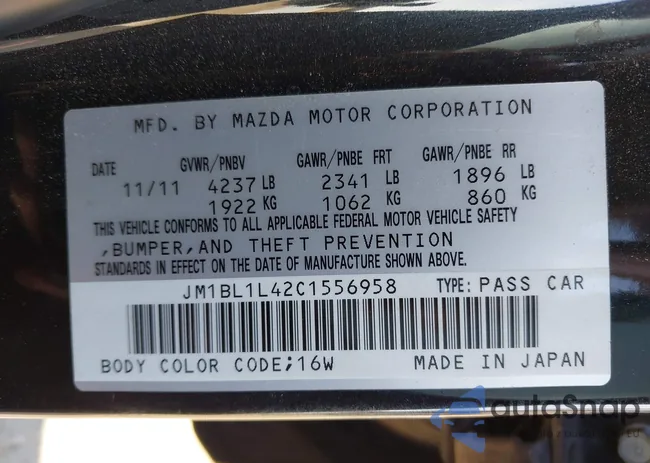 MFD. BY MAZDA MOTOR CORPORATION
DATE GVWR/PNBV GAWR/PNBE FRT GAWR/PNBE RR
11/11 4237 LB 2341 LB 1896 LB
1922 KG 1062 KG 860 KG
THIS VEHICLE CONFORMS TO ALL APPLICABLE FEDERAL MOTOR VEHICLE SAFETY
,BUMPER,AND THEFT PREVENTION
STANDARDS IN EFFECT ON THE DATE OF MANUFACTURE SHOWN ABOVE.
JM1BL1L42C1556958 TYPE: PASS CAR
BODY COLOR CODE;16W MADE IN JAPAN
autoSnap